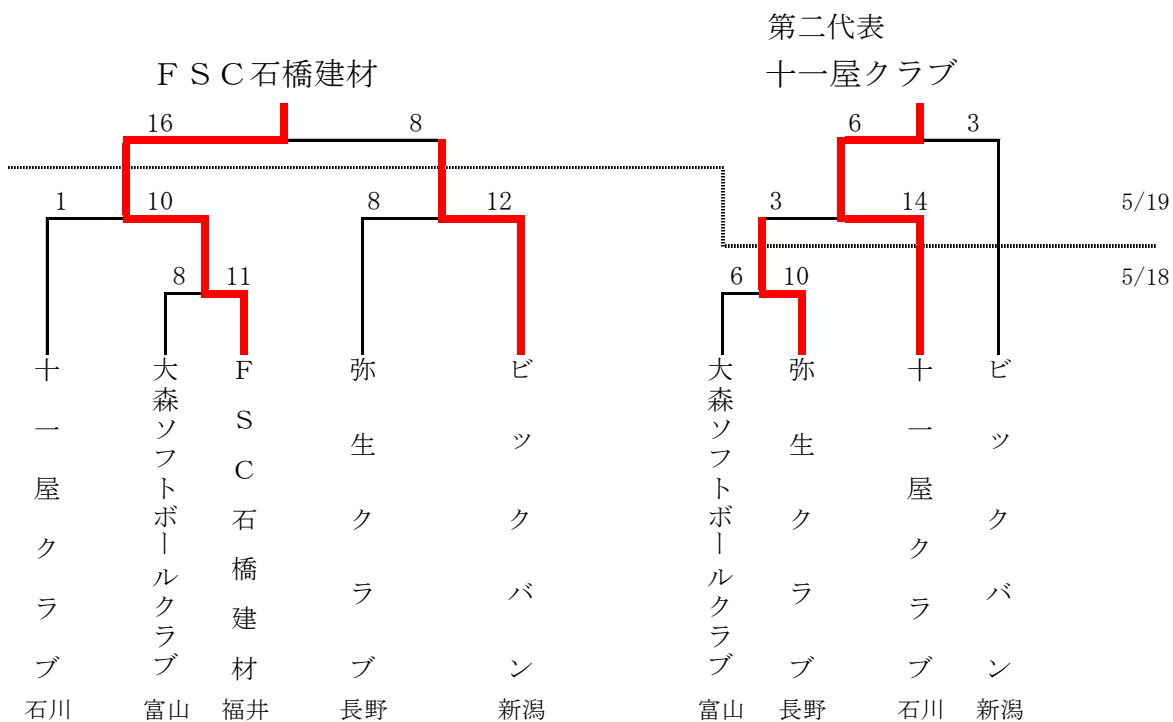 第二代表
ＦＳＣ石橋建材
十一屋クラブ
16
8
6
3
1
10
8
12
3
14
5/19
8
11
6
10
5/18
十一屋クラブ
大森ソフトボールクラブ
ＦＳＣ石橋建材
弥生クラブ
ビックバン
大森ソフトボールクラブ
弥生クラブ
十一屋クラブ
ビックバン
石川
富山
福井
長野
新潟
富山
長野
石川
新潟